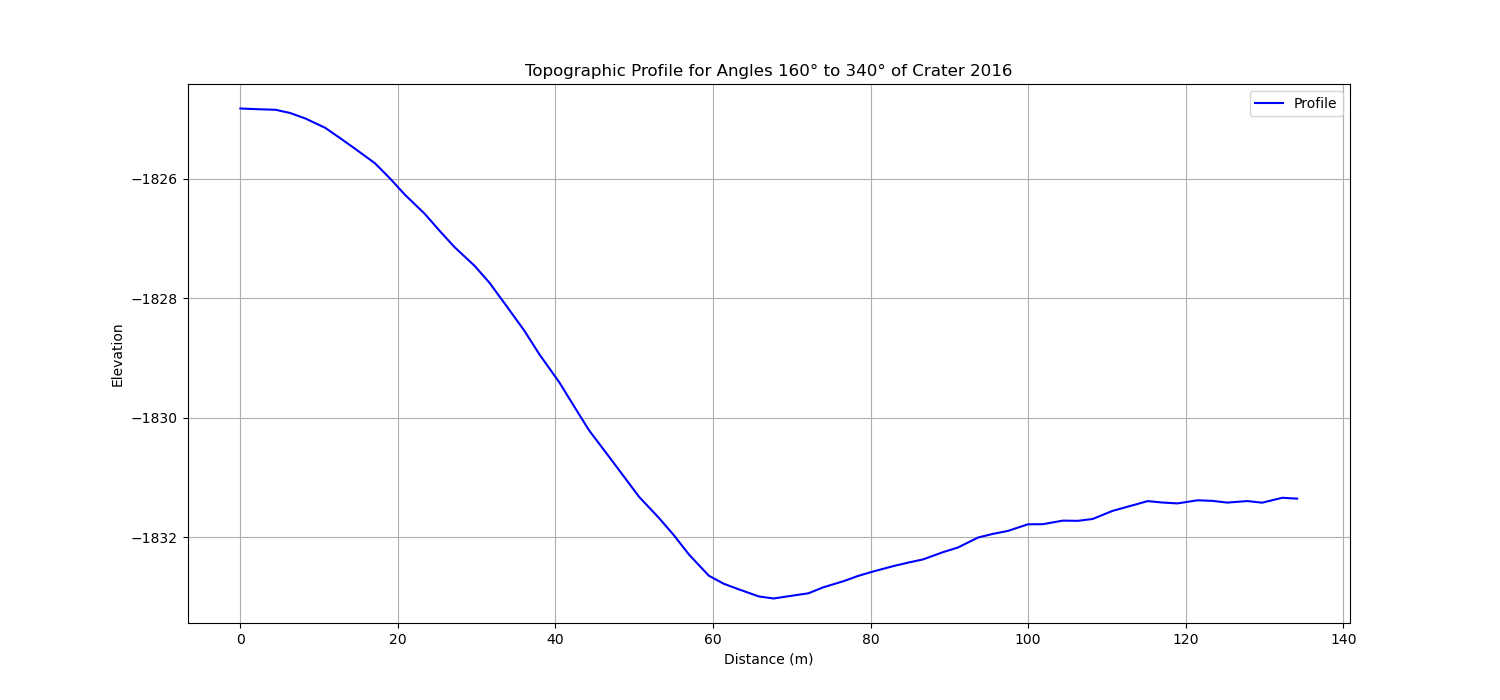 Topographic Profile for Angles 160° to 340° of Crater 2016
Profile
−1826
−1828
−1830
−1832
Elevation
0 20 40 60 80 100 120 140
Distance (m)